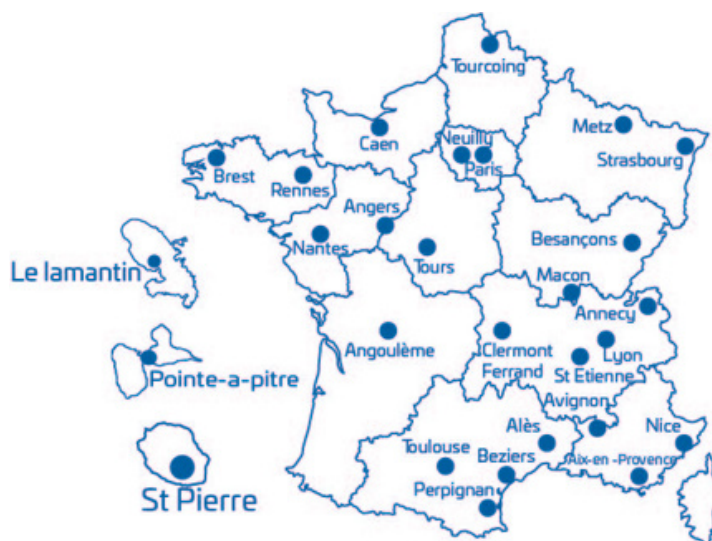 Tourcoing
Metz
Strasbourg
Caen
Neuilly
Paris
Brest
Rennes
Angers
Nantes
Tours
Besançons
Le lamantin
Macon
Annecy
Angoulème
Clermont
Ferrand
Lyon
St Etienne
Pointe-a-pitre
Avignon
Alès
Nice
Toulouse
Beziers
Aix-en -Provence
Perpignan
St Pierre